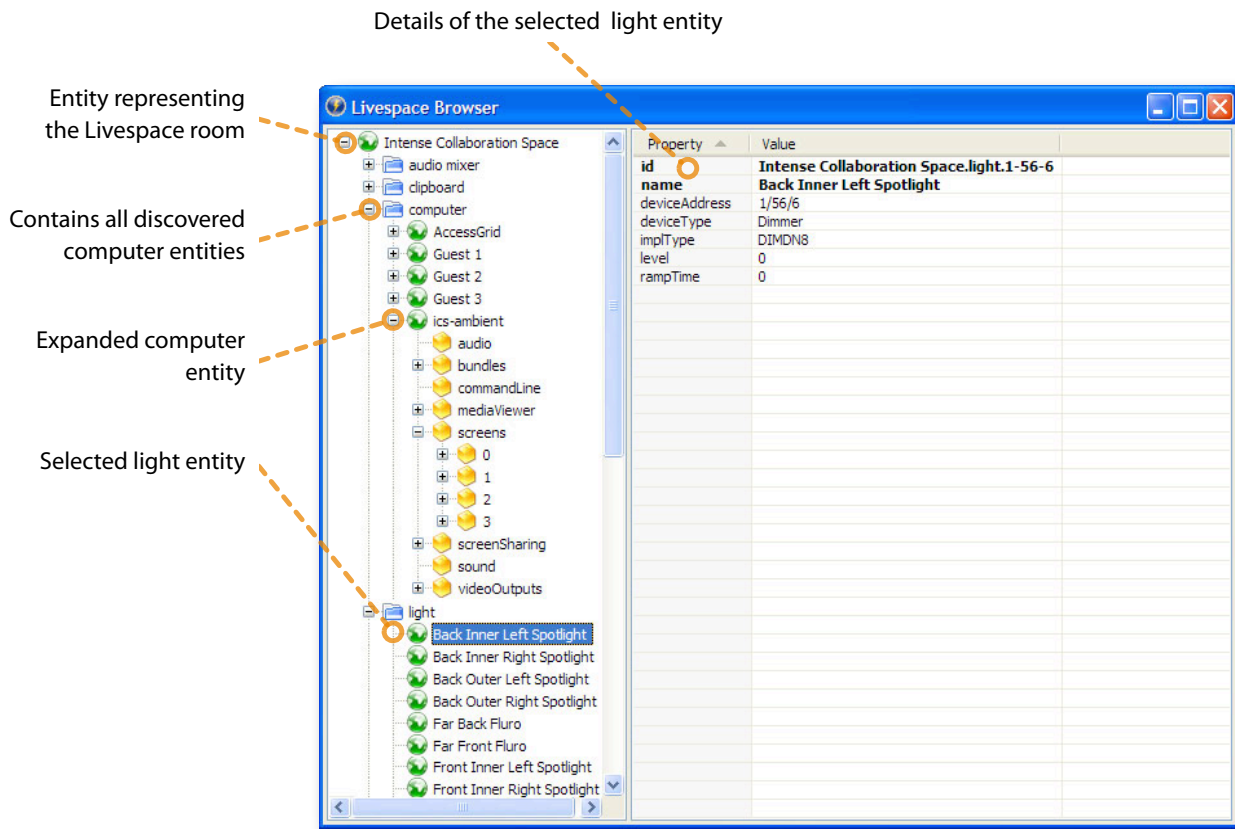 Details of the selected light entity
Entity representing
the Livespace room
Contains all discovered
computer entities
Expanded computer
entity
Selected light entity
Livespace Browser
Intense Collaboration Space
audio mixer
clipboard
computer
AccessGrid
Guest 1
Guest 2
Guest 3
ics-ambient
audio
bundles
commandLine
mediaViewer
screens
0
1
2
3
screenSharing
sound
videoOutputs
light
Back Inner Left Spotlight
Back Inner Right Spotlight
Back Outer Left Spotlight
Back Outer Right Spotlight
Far Back Fluro
Far Front Fluro
Front Inner Left Spotlight
Front Inner Right Spotlight
Property Value
id Intense Collaboration Space.light.1-56-6
name Back Inner Left Spotlight
deviceAddress 1/56/6
deviceType Dimmer
implType DIMDN8
level 0
rampTime 0